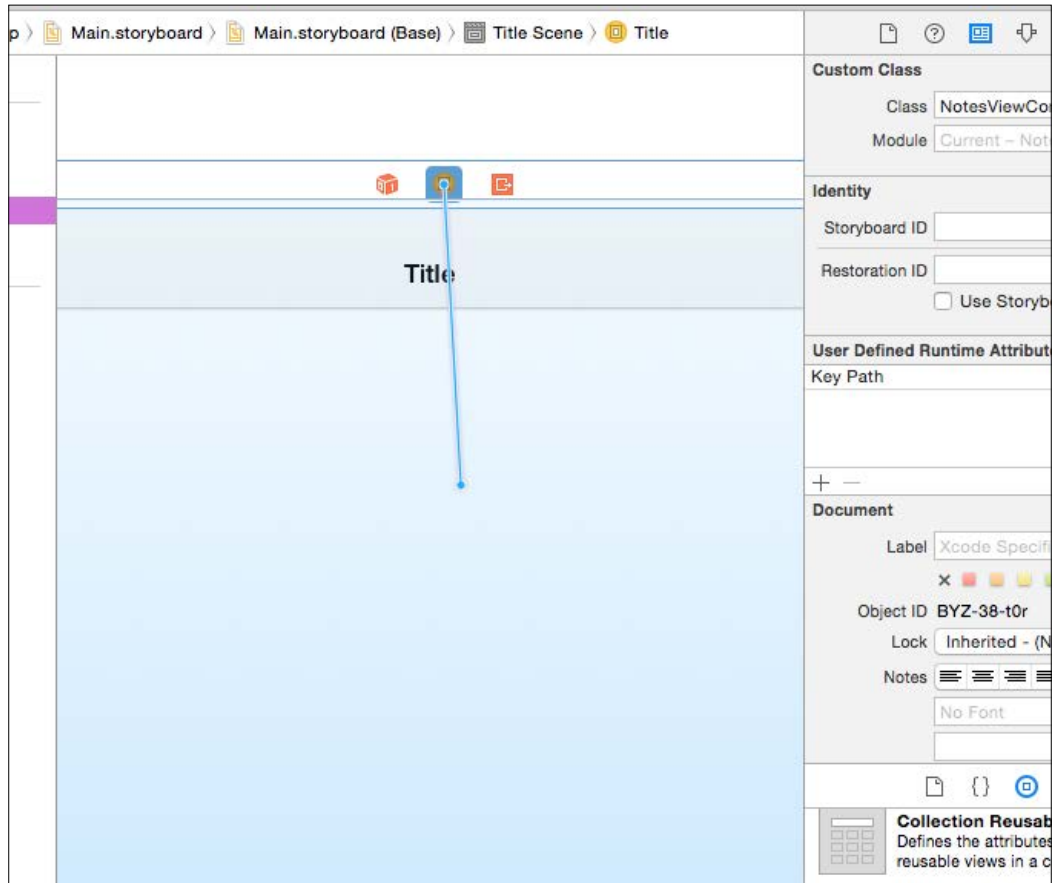 p 〉 Main.storyboard 〉 Main.storyboard (Base) 〉 Title Scene 〉 Title
Title
Custom Class
Class NotesViewCo
Module Current – Not
Identity
Storyboard ID
Restoration ID
Use Storyb
User Defined Runtime Attribut
Key Path
+ –
Document
Label Xcode Specifi
Object ID BYZ-38-t0r
Lock Inherited - (N
Notes
No Font
{ }
Collection Reusab
Defines the attributes
reusable views in a c